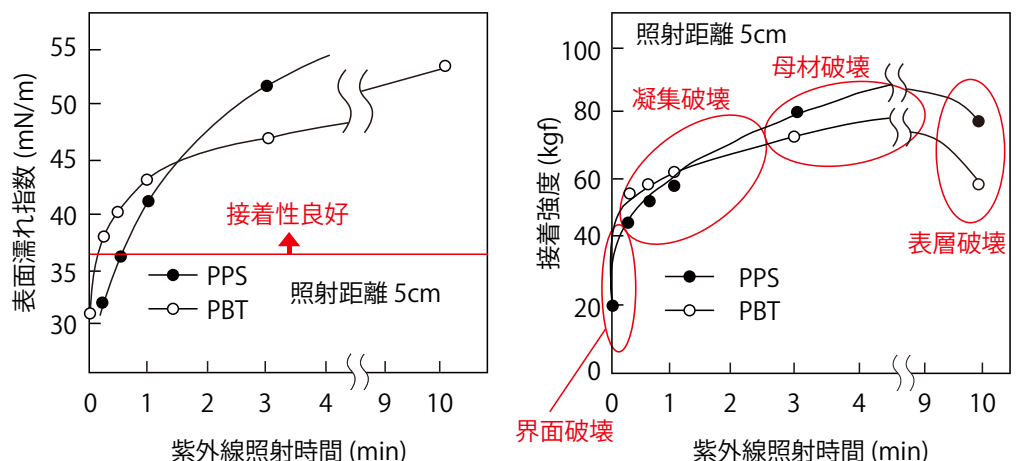 表面濡れ指数 (mN/m)
55
50
45
40
35
30
接着性良好
PPS
PBT
照射距離 5cm
0 1 2 3 4 9 10
紫外線照射時間 (min)
接着強度 (kgf)
100
80
60
40
20
0
照射距離 5cm
母材破壊
凝集破壊
表層破壊
PPS
PBT
0 1 2 3 4 9 10
界面破壊
紫外線照射時間 (min)